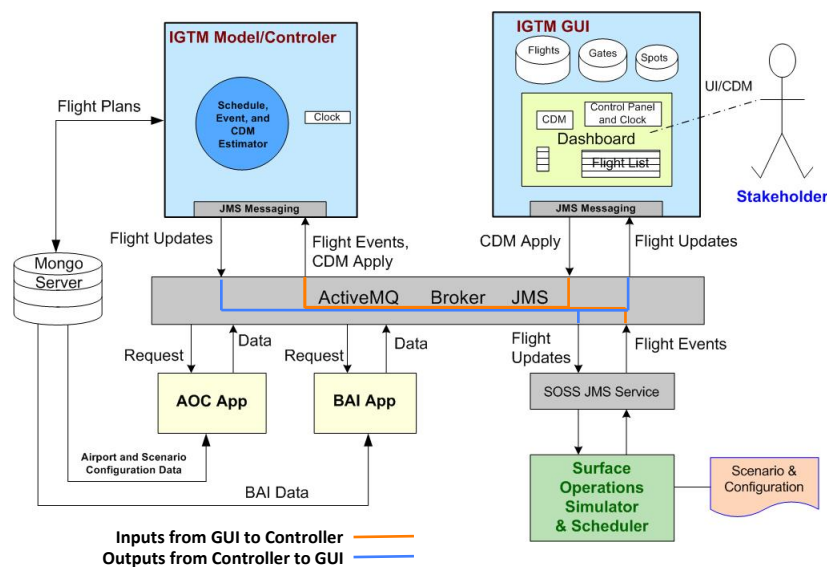 IGTM Model/Controler
Schedule,
Event, and
CDM
Estimator
Clock
JMS Messaging
IGTM GUI
Flights
Gates
Spots
CDM
Control Panel
and Clock
Dashboard
Flight List
JMS Messaging
UI/CDM
Stakeholder
Flight Plans
Mongo
Server
Flight Updates
Flight Events,
CDM Apply
CDM Apply
Flight Updates
ActiveMQ Broker JMS
Request
Data
Request
Data
Flight
Updates
Flight Events
AOC App
BAI App
SOSS JMS Service
Airport and Scenario
Configuration Data
BAI Data
Surface
Operations
Simulator
& Scheduler
Scenario &
Configuration
Inputs from GUI to Controller
Outputs from Controller to GUI